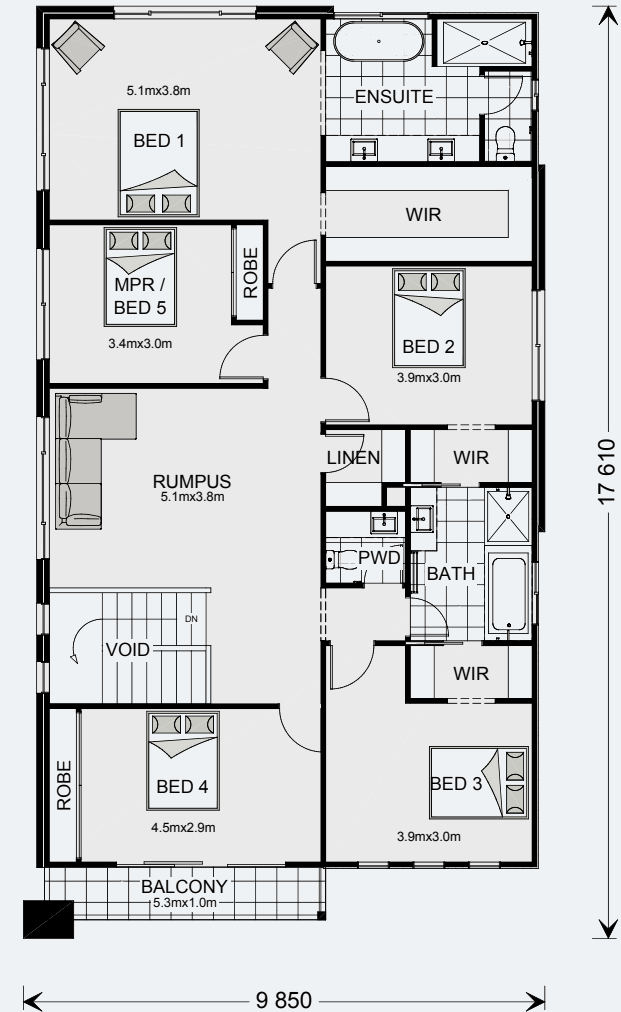 5.1mx3.8m
BED 1
ENSUITE
WIR
MPR /
BED 5
3.4mx3.0m
ROBE
BED 2
3.9mx3.0m
LINEN
WIR
RUMPUS
5.1mx3.8m
PWD
BATH
DN
VOID
WIR
ROBE
BED 4
4.5mx2.9m
BED 3
3.9mx3.0m
BALCONY
5.3mx1.0m
17 610
9 850